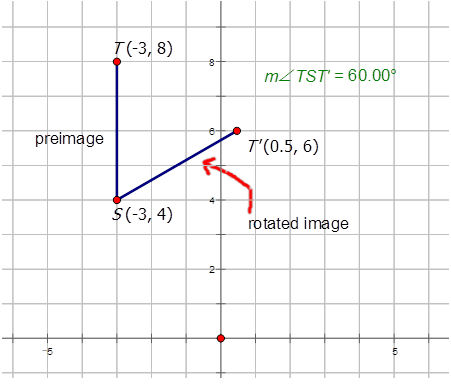 T (-3, 8)
m∠TST' = 60.00°
8
preimage
6
T'(0.5, 6)
S (-3, 4)
4
rotated image
2
-5
5